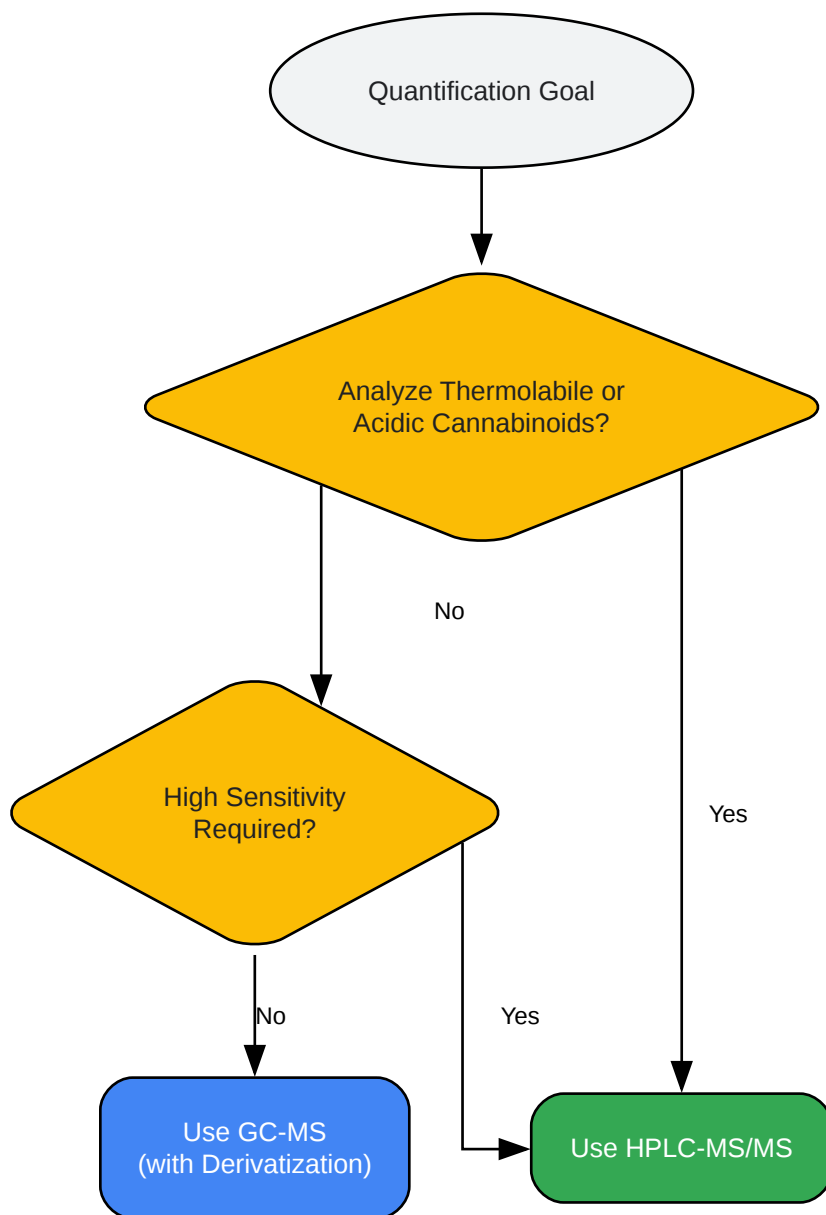 Quantification Goal
Analyze Thermolabile or
Acidic Cannabinoids?
No
High Sensitivity
Required?
Yes
No
Yes
Use GC-MS
(with Derivatization)
Use HPLC-MS/MS